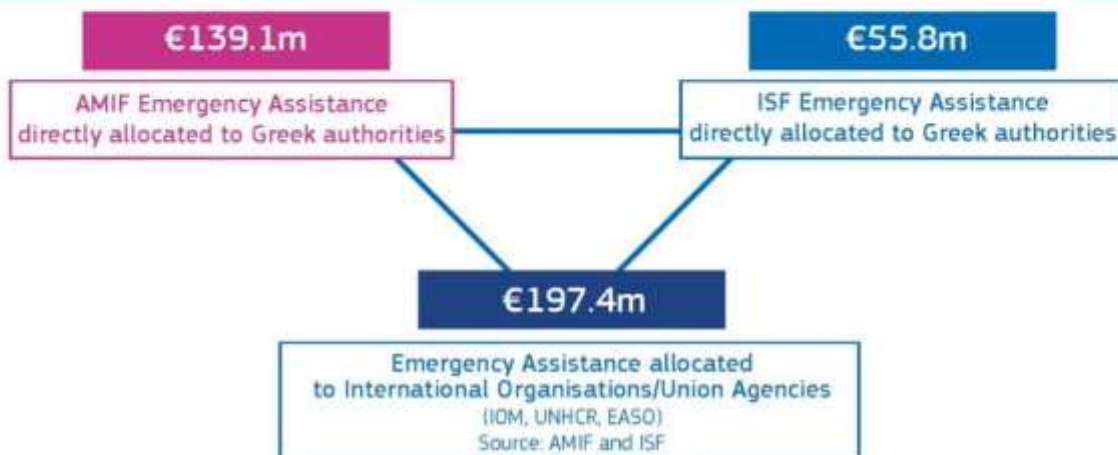 €139.1m
AMIF Emergency Assistance
directly allocated to Greek authorities
€55.8m
ISF Emergency Assistance
directly allocated to Greek authorities
€197.4m
Emergency Assistance allocated
to International Organisations/Union Agencies
(IOM, UNHCR, EASO)
Source: AMIF and ISF